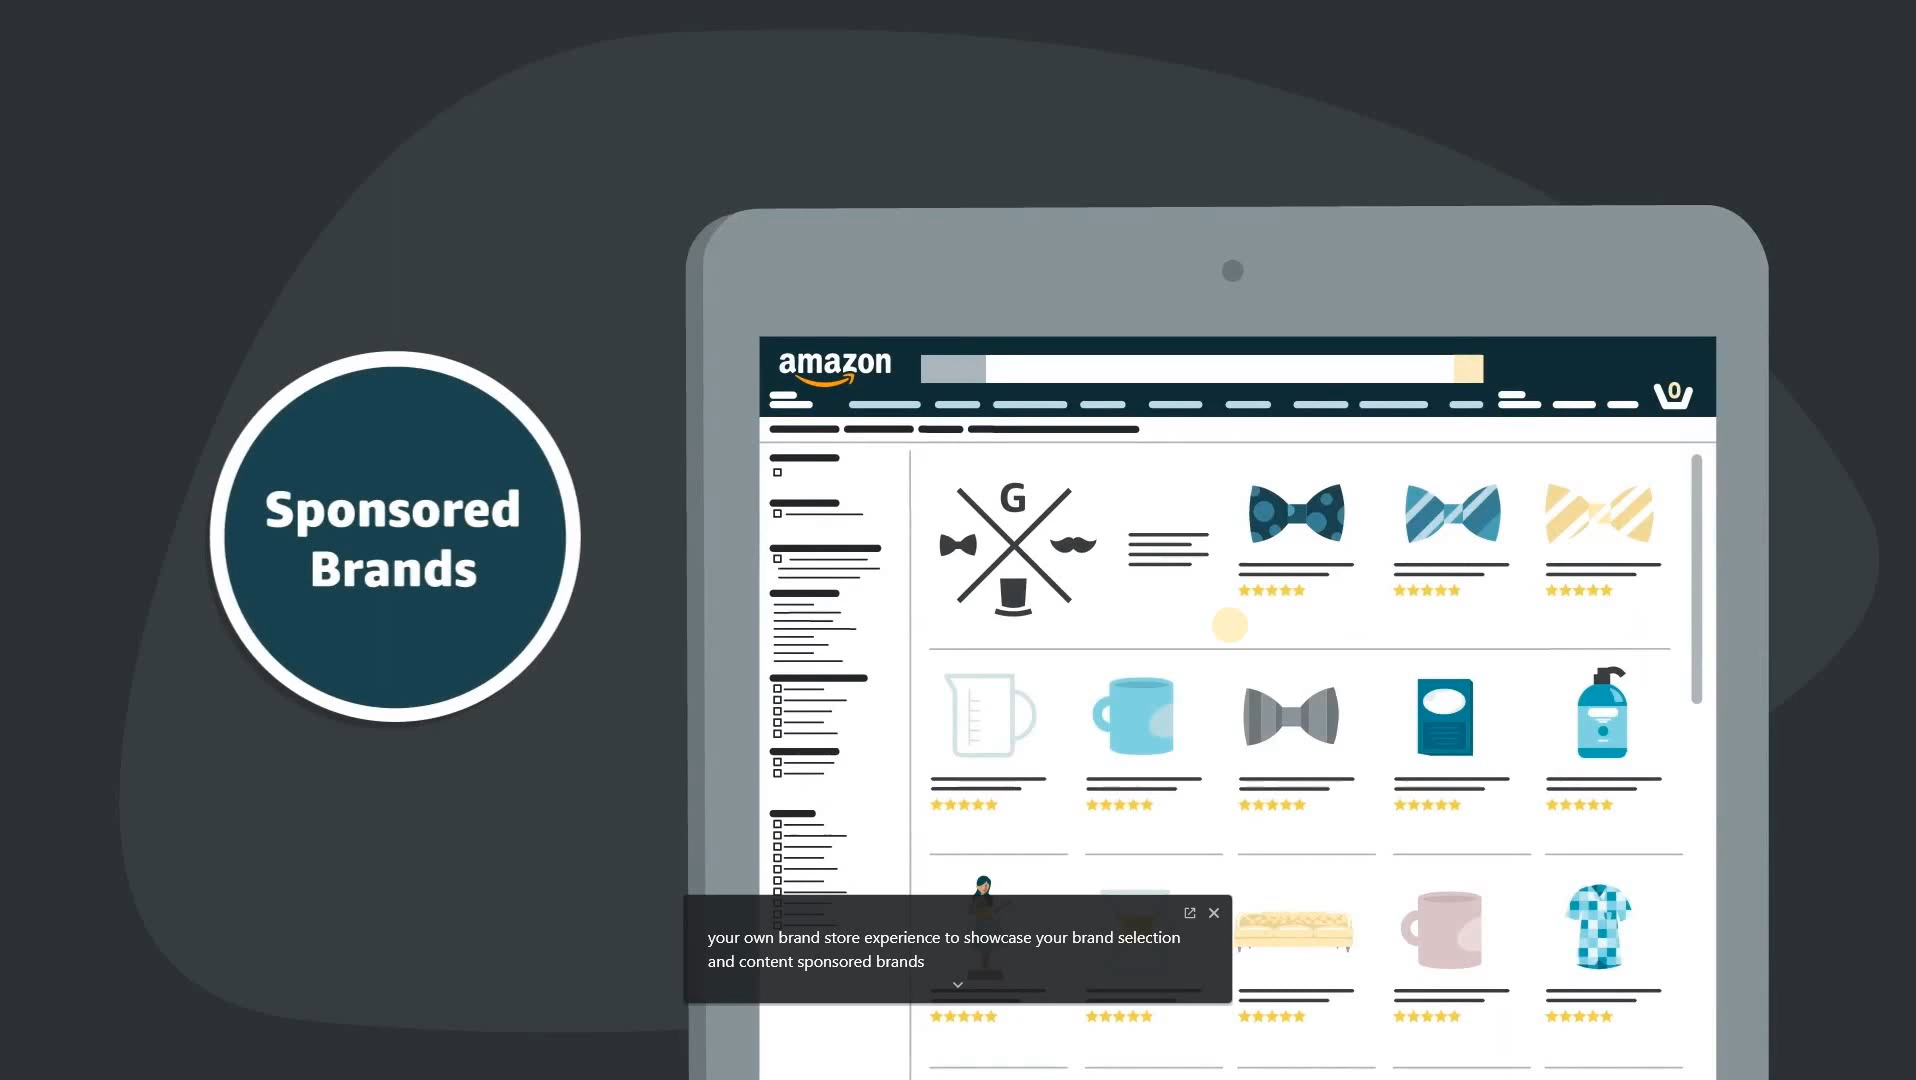 Sponsored
Brands
amazon
0
G
your own brand store experience to showcase your brand selection
and content sponsored brands